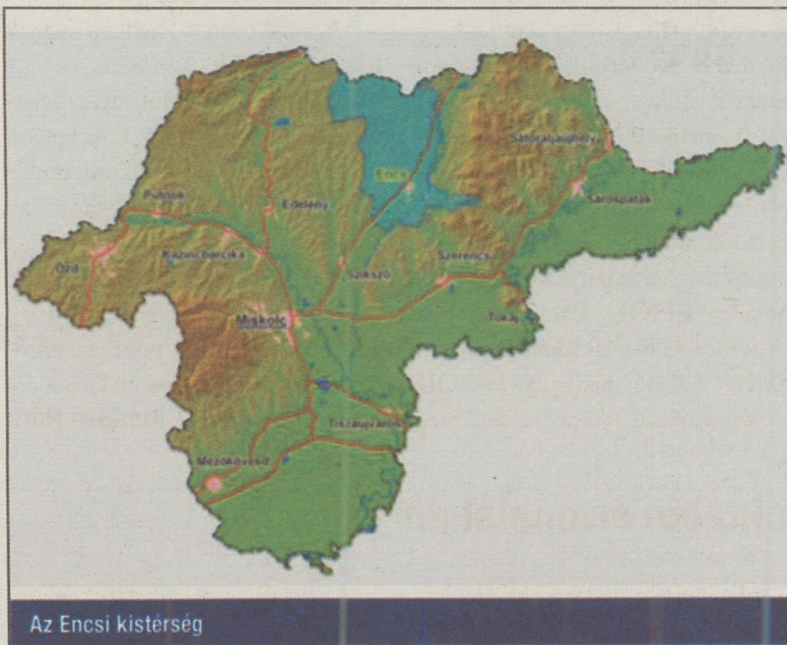 Sátoraljaújhely
Encs
Sárospatak
Putnok
Edelény
Kazincbarcika
Szerencs
Ózd
Szikszó
Miskolc
Tokaj
Tiszaújváros
Mezőkövesd
Az Encsi kistérség